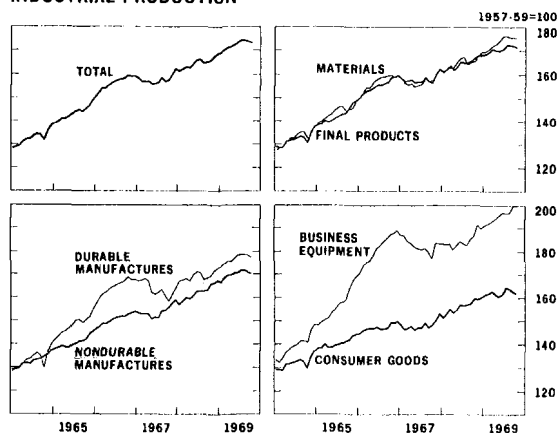 INDUSTRIAL PRODUCTION
1957-59=100
TOTAL
MATERIALS
FINAL PRODUCTS
180
160
140
120
DURABLE
MANUFACTURES
NONDURABLE
MANUFACTURES
BUSINESS
EQUIPMENT
CONSUMER GOODS
200
180
160
140
120
1965 1967 1969
1965 1967 1969